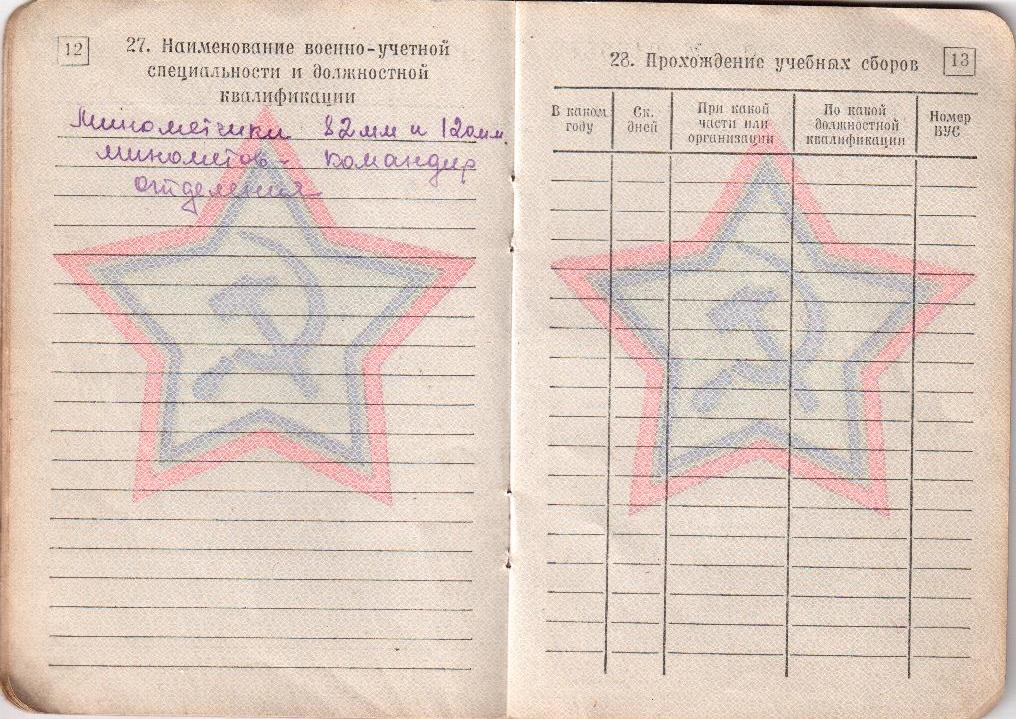 12
27. Наименование военно-учетной
специальности и должностной
квалификации
Минометчики 82мм и 120мм
минометов - командир
отделения
28. Прохождение учебных сборов
13
В каком
году
Ск.
дней
При какой
части или
организации
По какой
должностной
квалификации
Номер
ВУС